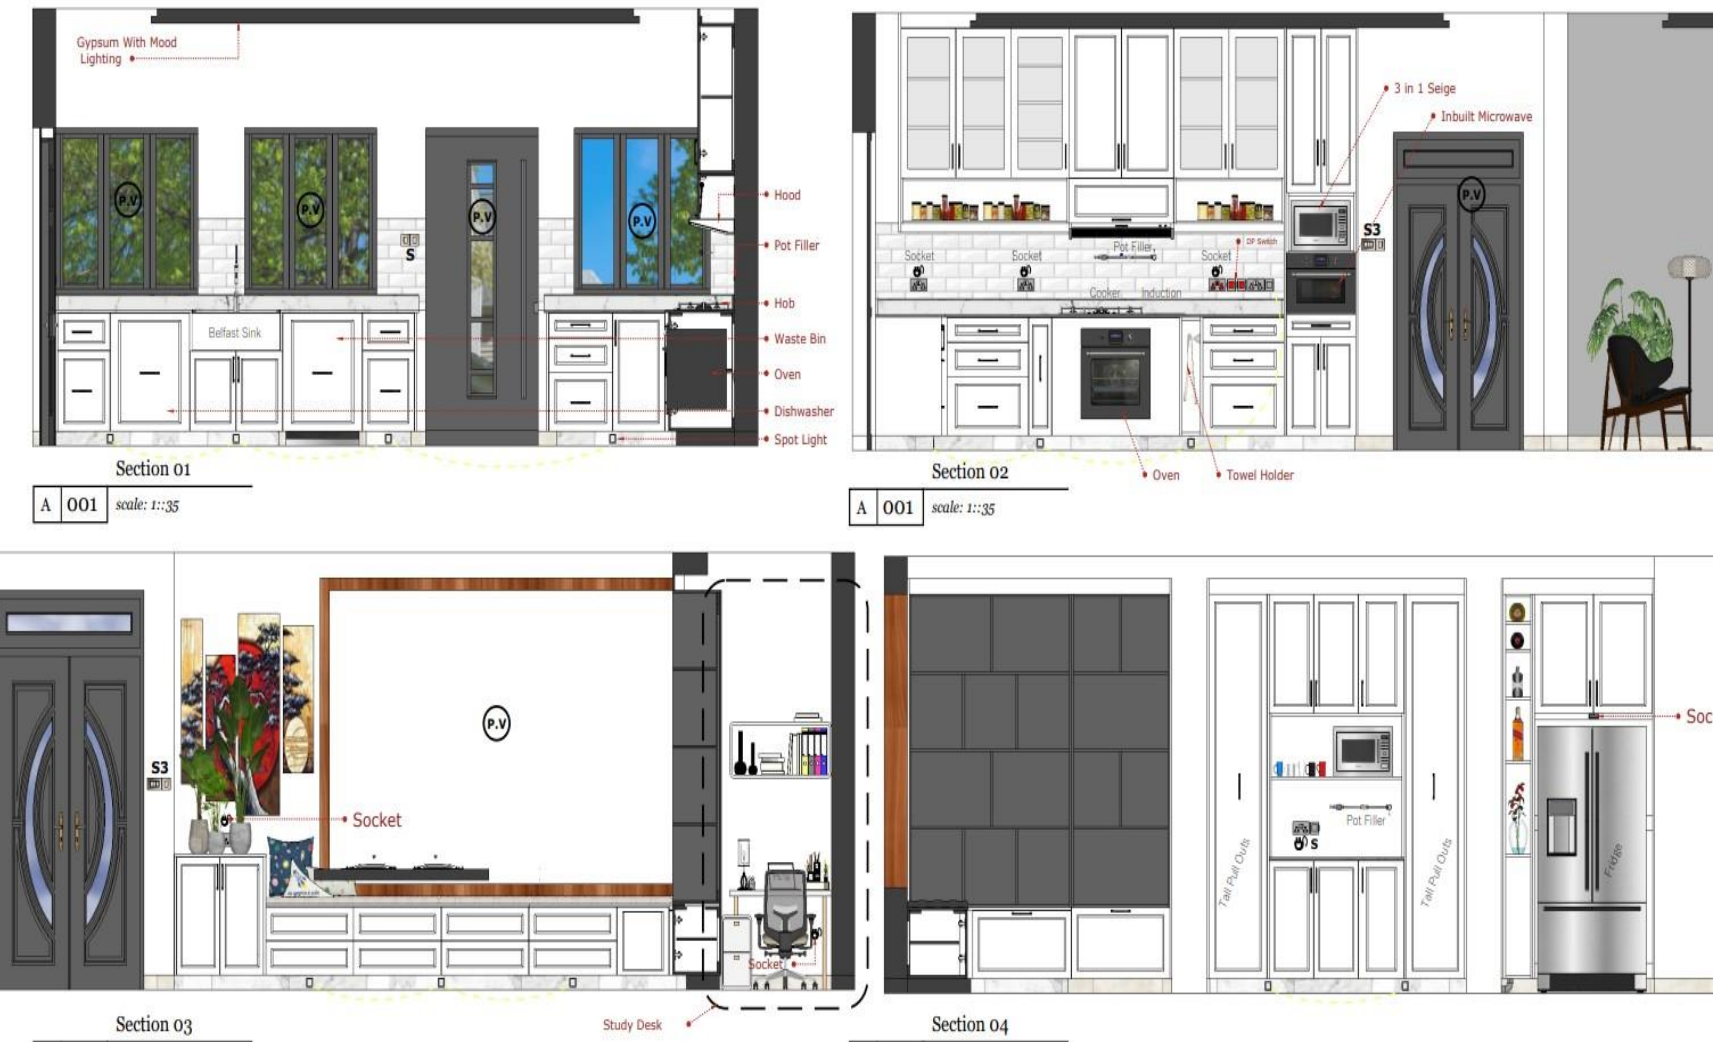 Gypsum With Mood
Lighting
P.V
P.V
P.V
P.V
S
Belfast Sink
Hood
Pot Filler
Hob
Waste Bin
Oven
Dishwasher
Spot Light
Section 01
A 001 scale: 1::35
3 in 1 Seige
Inbuilt Microwave
P.V
S3
DP Switch
Pot Filler
Socket
Socket
Socket
Cooker
Induction
Oven
Towel Holder
Section 02
A 001 scale: 1::35
P.V
S3
Socket
Socket
Study Desk
Section 03
Tall Pull Outs
Pot Filler
S
Tall Pull Outs
Fridge
Soc
Section 04